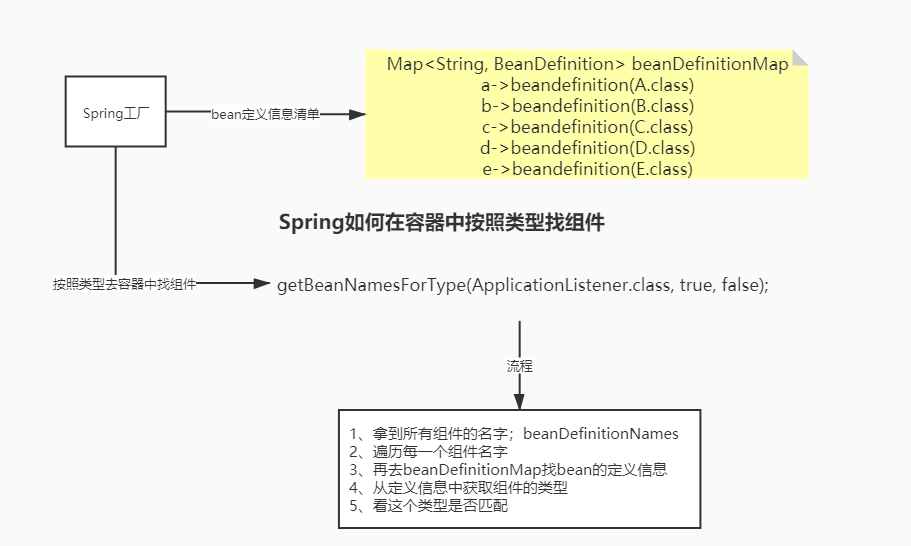 Map<String, BeanDefinition> beanDefinitionMap
a->beandefinition(A.class)
b->beandefinition(B.class)
c->beandefinition(C.class)
d->beandefinition(D.class)
e->beandefinition(E.class)
Spring工厂
bean定义信息清单
Spring如何在容器中按照类型找组件
按照类型去容器中找组件
getBeanNamesForType(ApplicationListener.class, true, false);
流程
1、拿到所有组件的名字；beanDefinitionNames
2、遍历每一个组件名字
3、再去beanDefinitionMap找bean的定义信息
4、从定义信息中获取组件的类型
5、看这个类型是否匹配